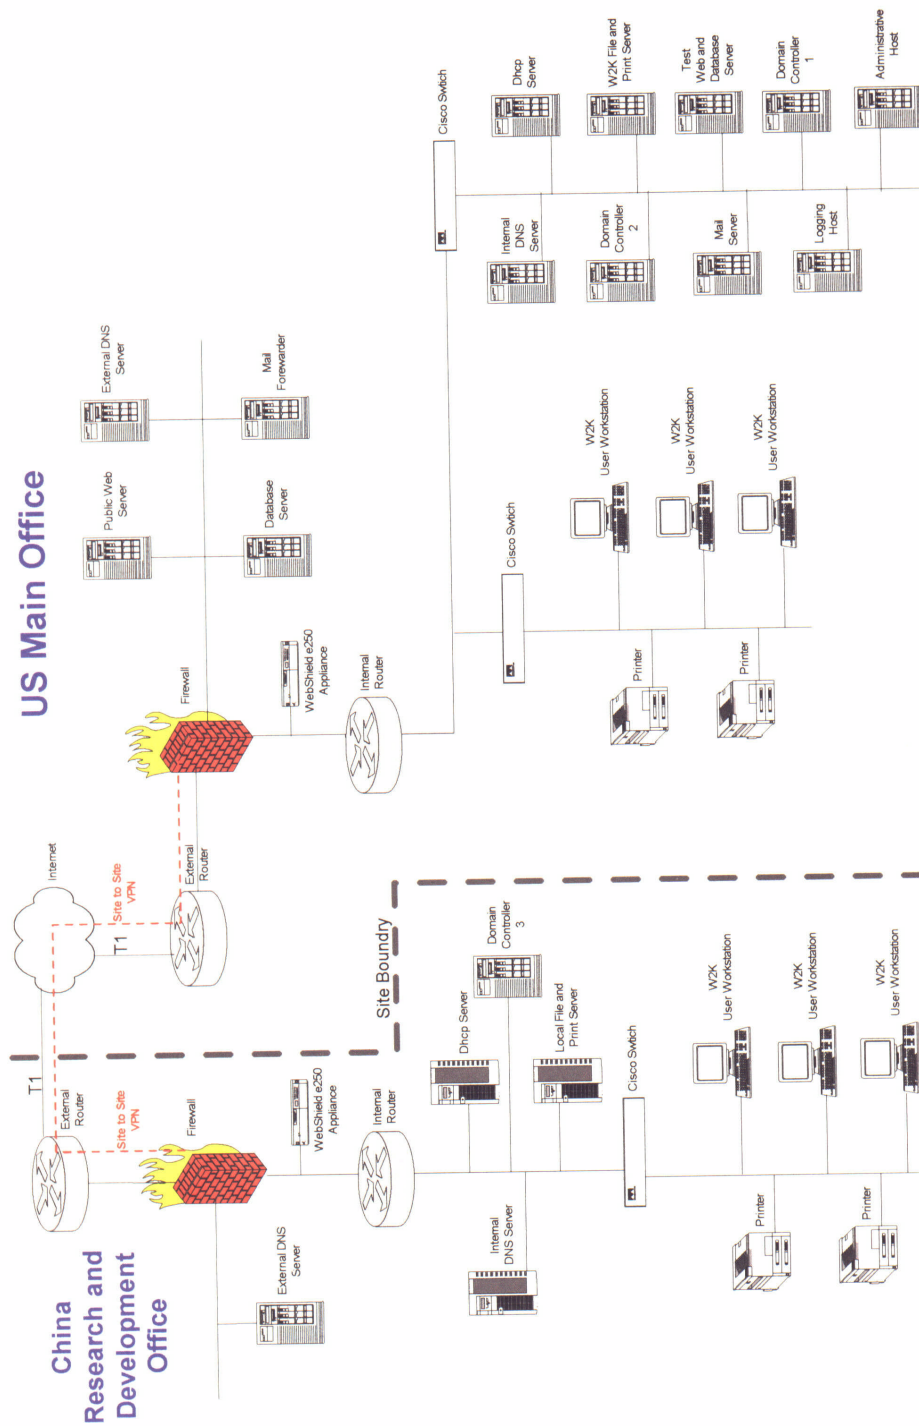 China
Research and
Development
Office
US Main Office
T1
Internet
External
Router
Site to Site
VPN
Site to Site
VPN
T1
External
Router
Firewall
Firewall
External DNS
Server
WebShield e250
Appliance
Internal
Router
Public Web
Server
External DNS
Server
Database
Server
Mail
Forewarder
WebShield e250
Appliance
Internal
Router
Site Boundry
Internal
DNS Server
Dhcp Server
Domain
Controller
3
Local File and
Print Server
Cisco Swtich
Printer
Printer
W2K
User Workstation
W2K
User Workstation
W2K
User Workstation
Cisco Swtich
Printer
Printer
W2K
User Workstation
W2K
User Workstation
W2K
User Workstation
Cisco Swtich
Internal
DNS
Server
Dhcp
Server
Domain
Controller
2
W2K File and
Print Server
Mail
Server
Test
Web and
Database
Server
Logging
Host
Domain
Controller
1
Administrative
Host